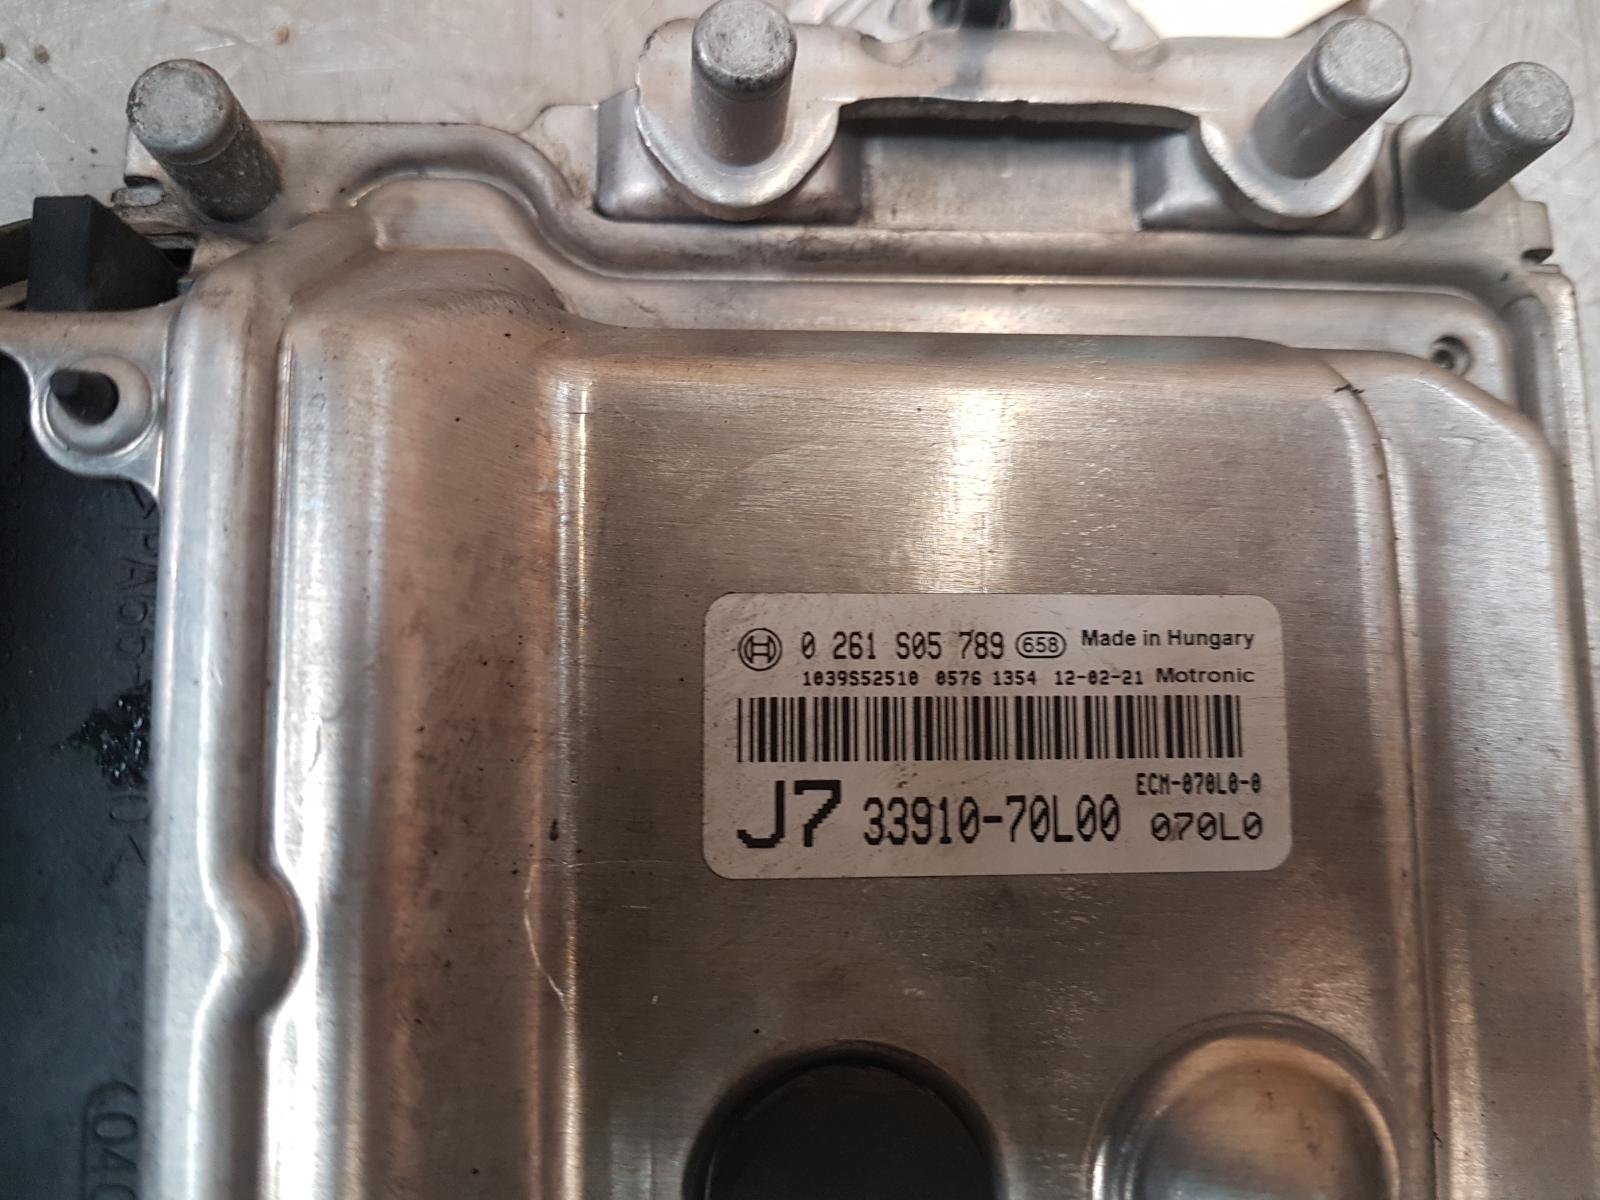 0 261 S05 789 658 Made in Hungary
1039S52510 0576 1354 12-02-21 Motronic
J7 33910-70L00 ECM-070L0-0
070L0
>PA66-